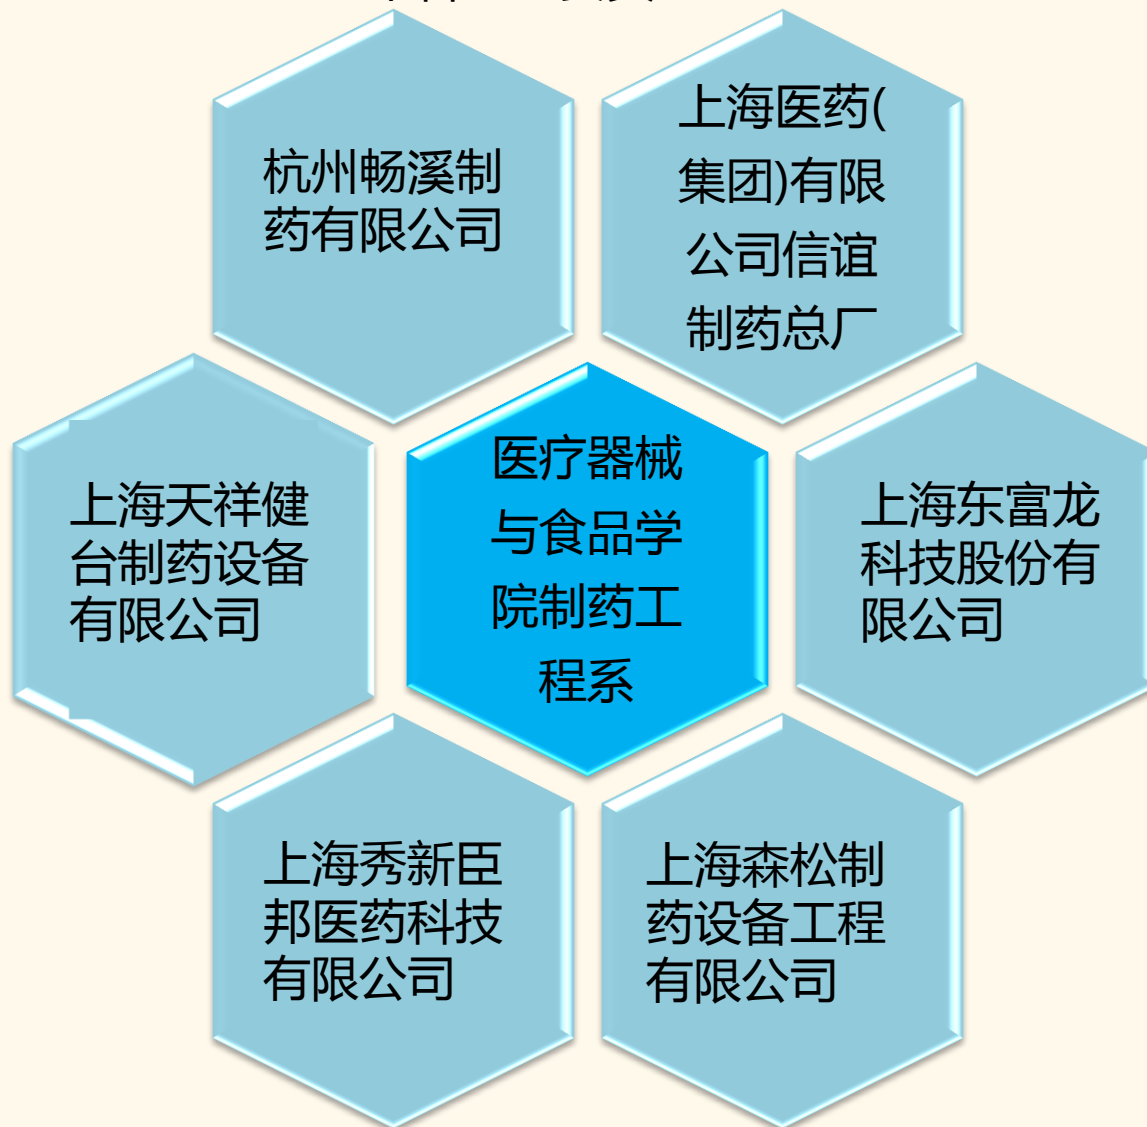 杭州畅溪制
药有限公司
上海医药(
集团)有限
公司信谊
制药总厂
上海天祥健
台制药设备
有限公司
医疗器械
与食品学
院制药工
程系
上海东富龙
科技股份有
限公司
上海秀新臣
邦医药科技
有限公司
上海森松制
药设备工程
有限公司